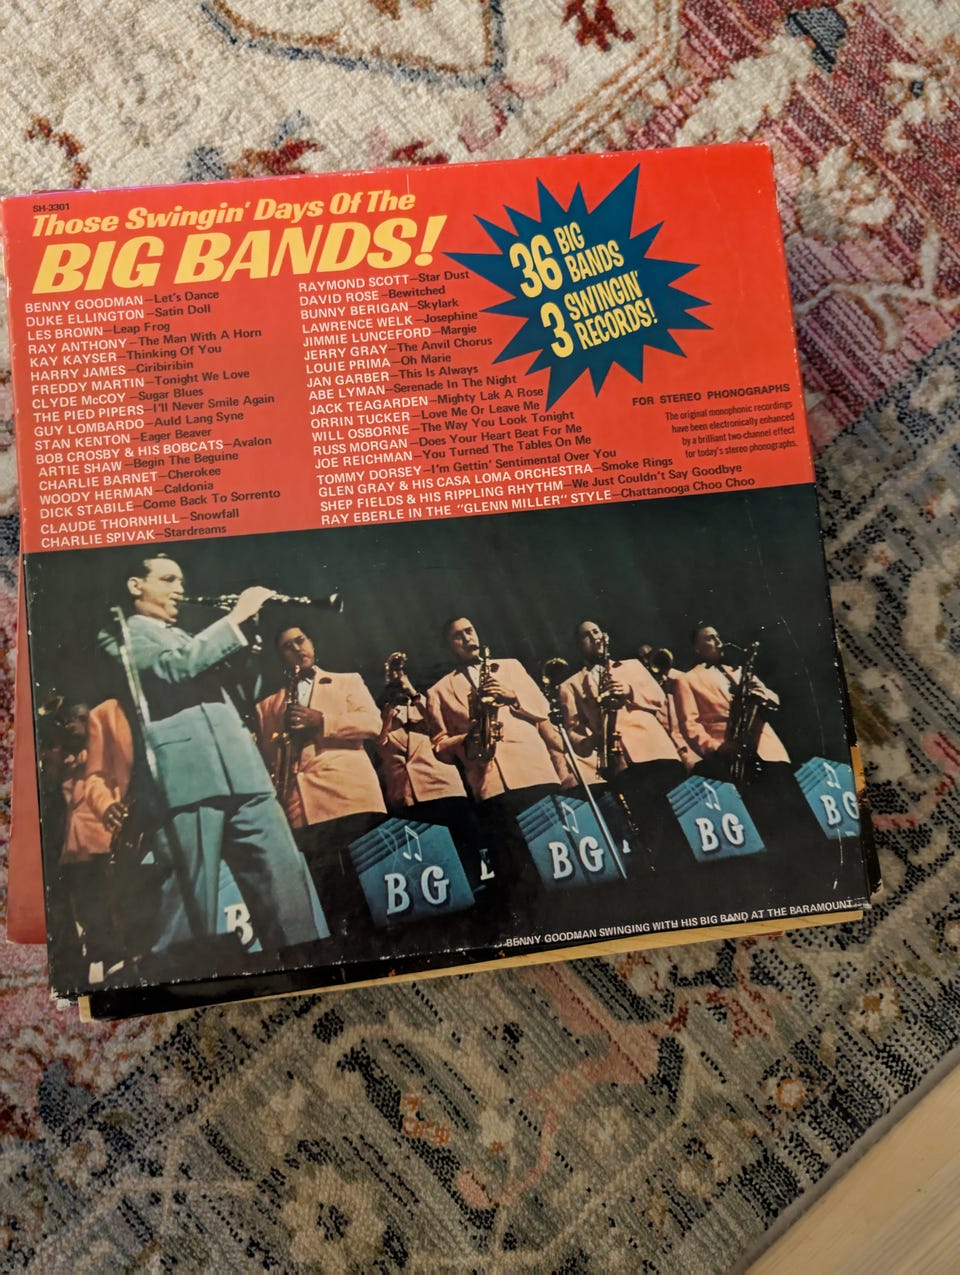 SH-3301
Those Swingin' Days Of The
BIG BANDS!
BENNY GOODMAN—Let's Dance
DUKE ELLINGTON—Satin Doll
LES BROWN—Leap Frog
RAY ANTHONY—The Man With A Horn
KAY KAYSER—Thinking Of You
HARRY JAMES—Ciribiribin
FREDDY MARTIN—Tonight We Love
CLYDE McCOY—Sugar Blues
THE PIED PIPERS—I'll Never Smile Again
GUY LOMBARDO—Auld Lang Syne
STAN KENTON—Eager Beaver
BOB CROSBY & HIS BOBCATS—Avalon
ARTIE SHAW—Begin The Beguine
CHARLIE BARNET—Cherokee
WOODY HERMAN—Caldonia
DICK STABILE—Come Back To Sorrento
CLAUDE THORNHILL—Snowfall
CHARLIE SPIVAK—Stardreams
RAYMOND SCOTT—Star Dust
DAVID ROSE—Bewitched
BUNNY BERIGAN—Skylark
LAWRENCE WELK—Josephine
JIMMIE LUNCEFORD—Margie
JERRY GRAY—The Anvil Chorus
LOUIE PRIMA—Oh Marie
JAN GARBER—This Is Always
ABE LYMAN—Serenade In The Night
JACK TEAGARDEN—Mighty Lak A Rose
ORRIN TUCKER—Love Me Or Leave Me
WILL OSBORNE—The Way You Look Tonight
RUSS MORGAN—Does Your Heart Beat For Me
JOE REICHMAN—You Turned The Tables On Me
TOMMY DORSEY—I'm Gettin' Sentimental Over You
GLEN GRAY & HIS CASA LOMA ORCHESTRA—Smoke Rings
SHEP FIELDS & HIS RIPPLING RHYTHM—We Just Couldn't Say Goodbye
RAY EBERLE IN THE "GLENN MILLER" STYLE—Chattanooga Choo Choo
36 BIG
BANDS
3 SWINGIN'
RECORDS!
FOR STEREO PHONOGRAPHS
The original monophonic recordings
have been electronically enhanced
by a brilliant two-channel effect
for today's stereo phonographs.
B
BG
BG
BG
BG
BENNY GOODMAN SWINGING WITH HIS BIG BAND AT THE PARAMOUNT